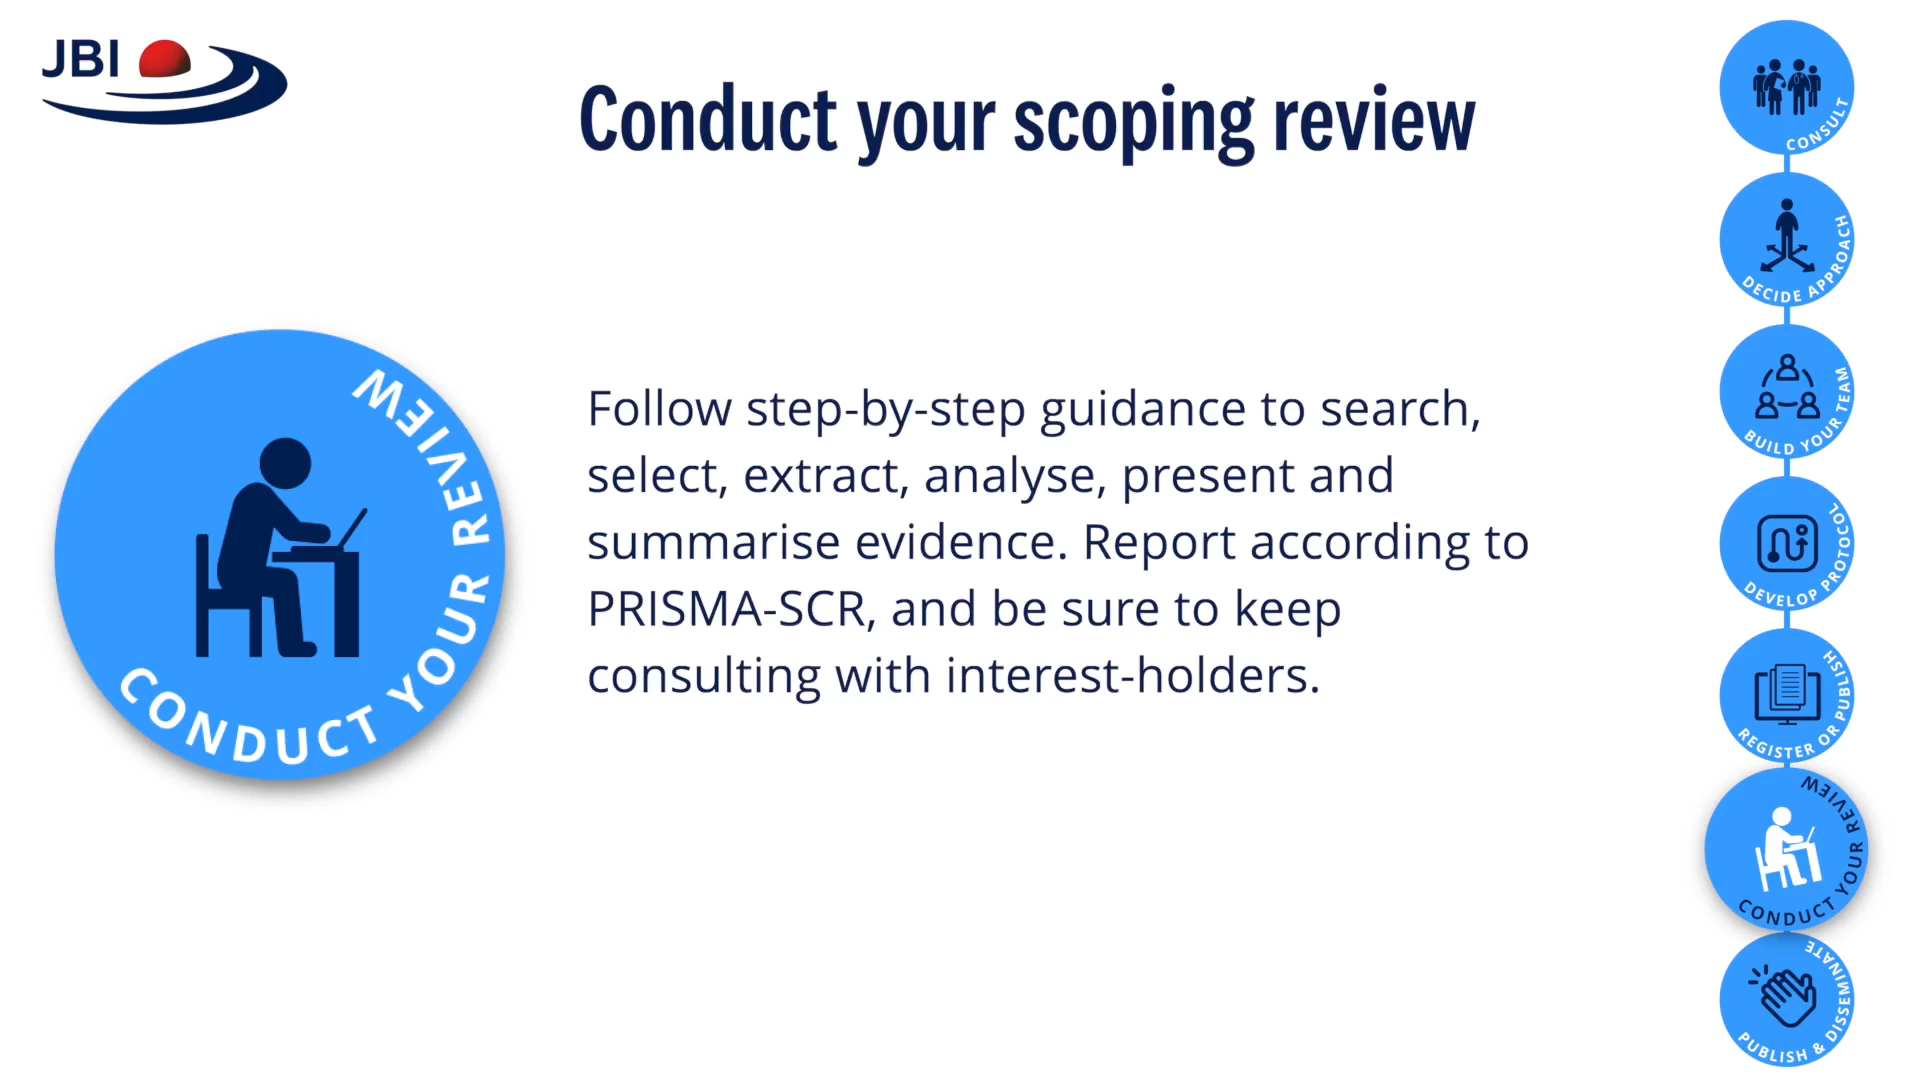 JBI
Conduct your scoping review
CONDUCT YOUR REVIEW
Follow step-by-step guidance to search,
select, extract, analyse, present and
summarise evidence. Report according to
PRISMA-SCR, and be sure to keep
consulting with interest-holders.
CONSULT
DECIDE APPROACH
BUILD YOUR TEAM
DEVELOP PROTOCOL
REGISTER OR PUBLISH
CONDUCT YOUR REVIEW
PUBLISH & DISSEMINATE